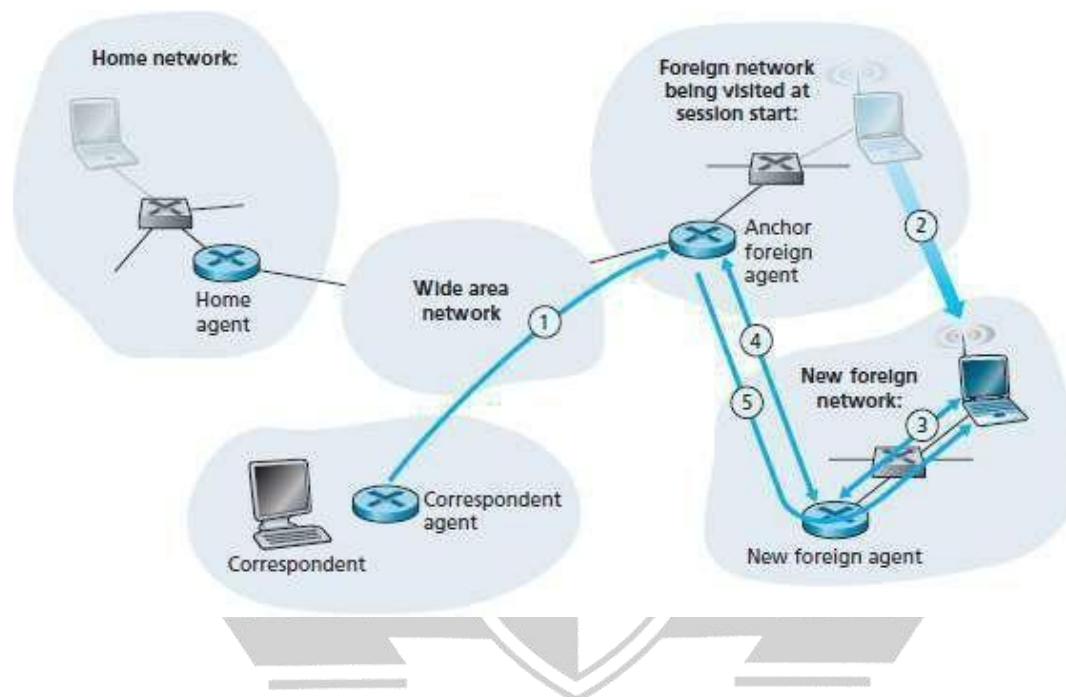 Home network:
Home
agent
Wide area
network
1
Foreign network
being visited at
session start:
Anchor
foreign
agent
2
4
5
New foreign
network:
3
New foreign agent
Correspondent
agent
Correspondent